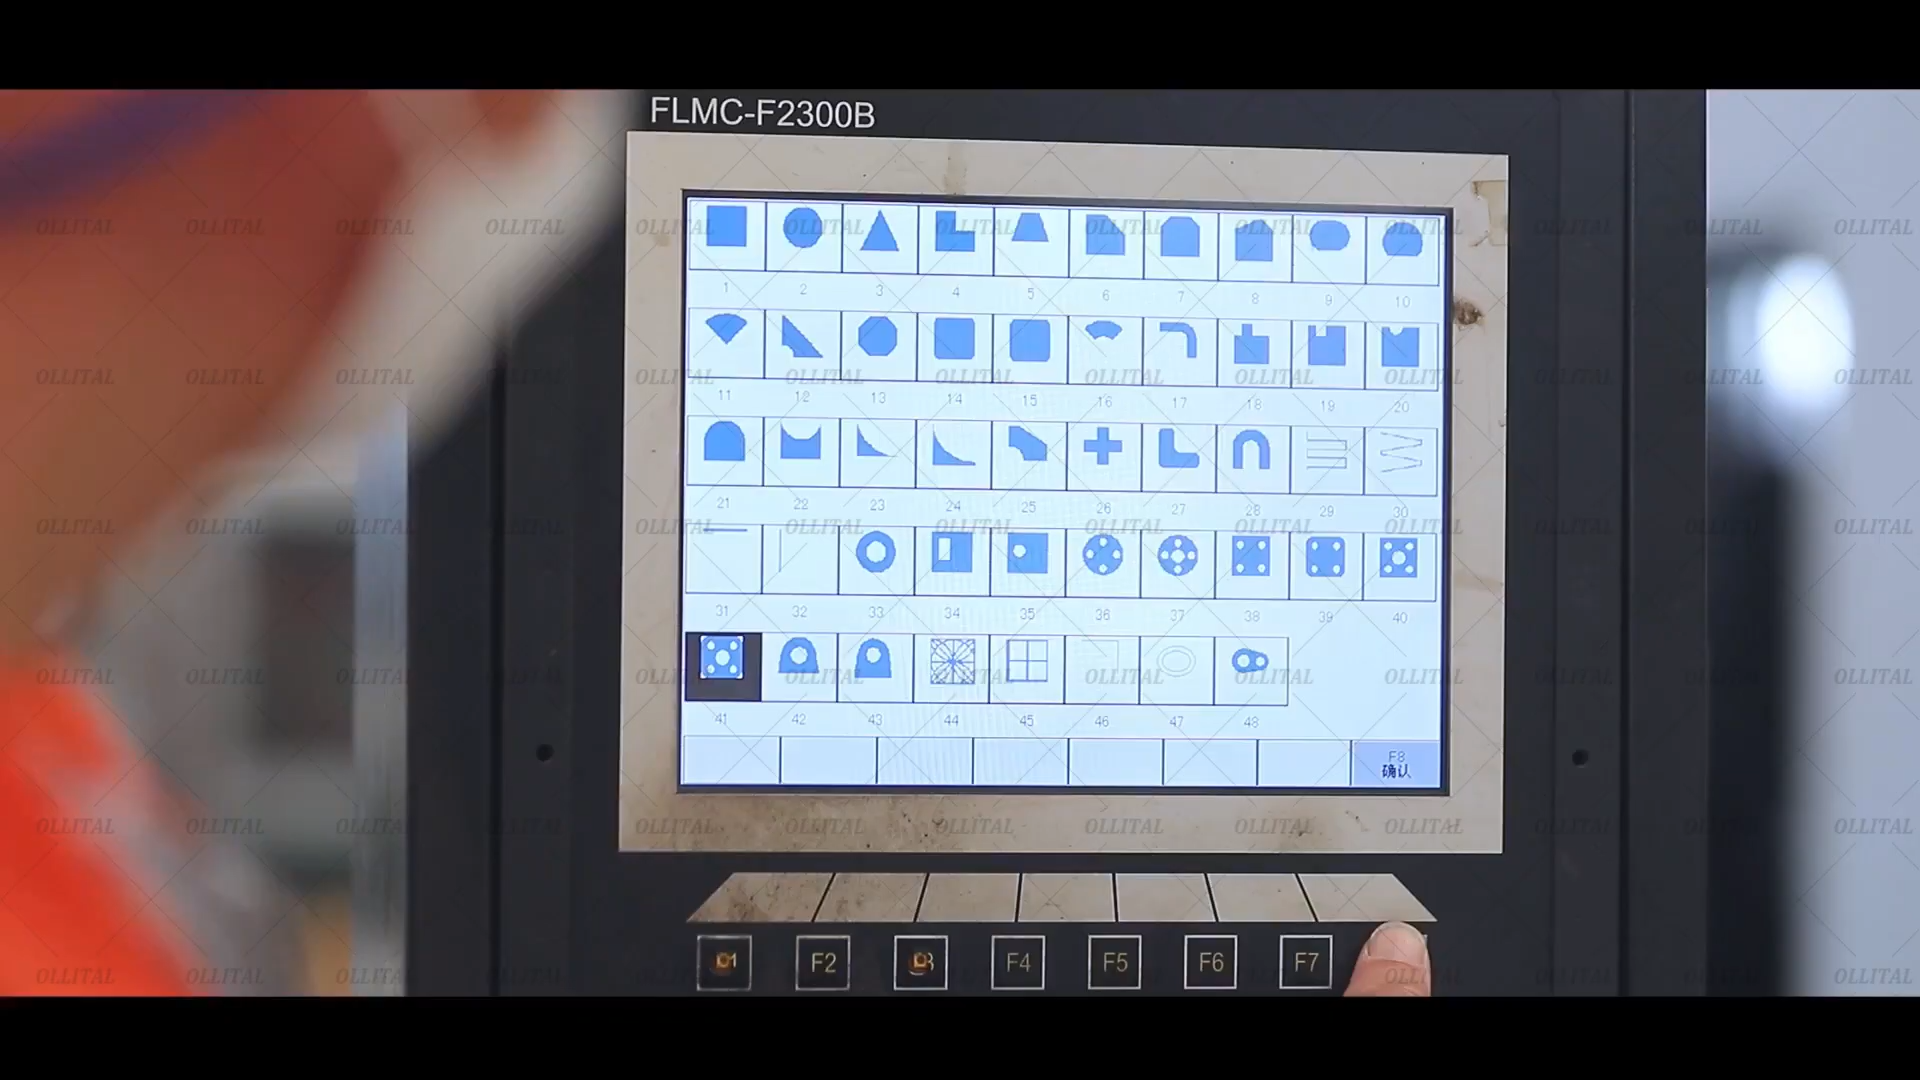 FLMC-F2300B
1 2 3 4 5 6 7 8 9 10
11 12 13 14 15 16 17 18 19 20
21 22 23 24 25 26 27 28 29 30
31 32 33 34 35 36 37 38 39 40
41 42 43 44 45 46 47 48
F8
确认
F2 F4 F5 F6 F7
OLLITAL